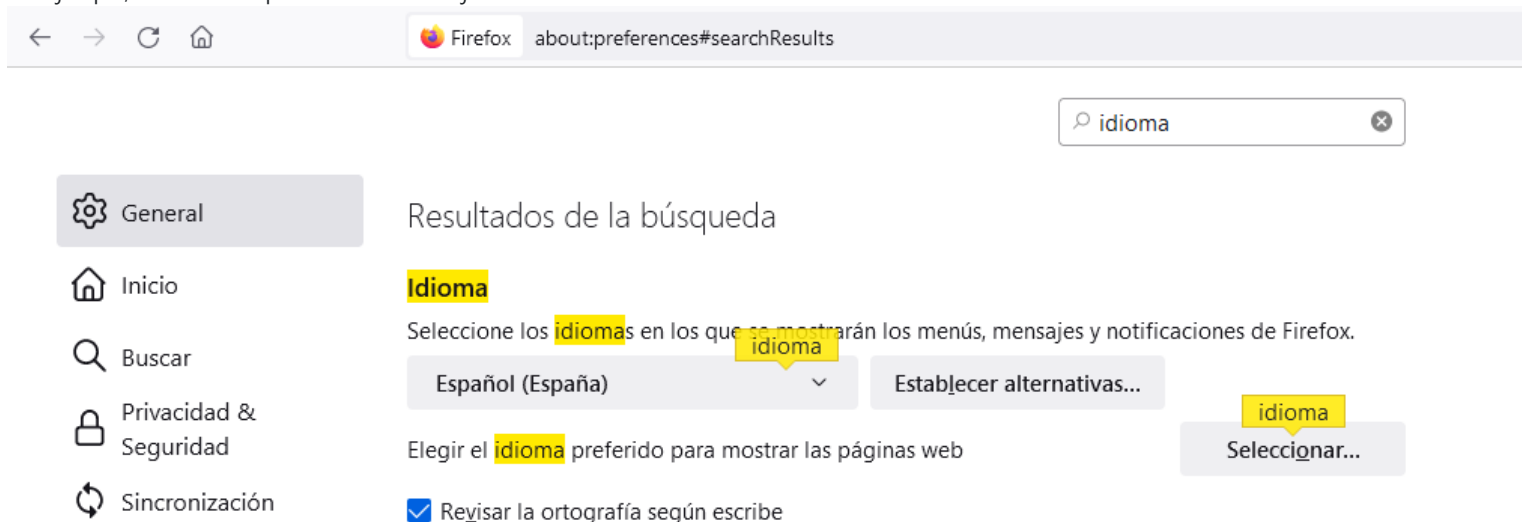 Firefox about:preferences#searchResults
idioma
General
Inicio
Buscar
Privacidad &
Seguridad
Sincronización
Resultados de la búsqueda
Idioma
Seleccione los idiomas en los que se mostrarán los menús, mensajes y notificaciones de Firefox.
idioma
Español (España)
Establecer alternativas...
Elegir el idioma preferido para mostrar las páginas web
idioma
Seleccionar...
Revisar la ortografía según escribe